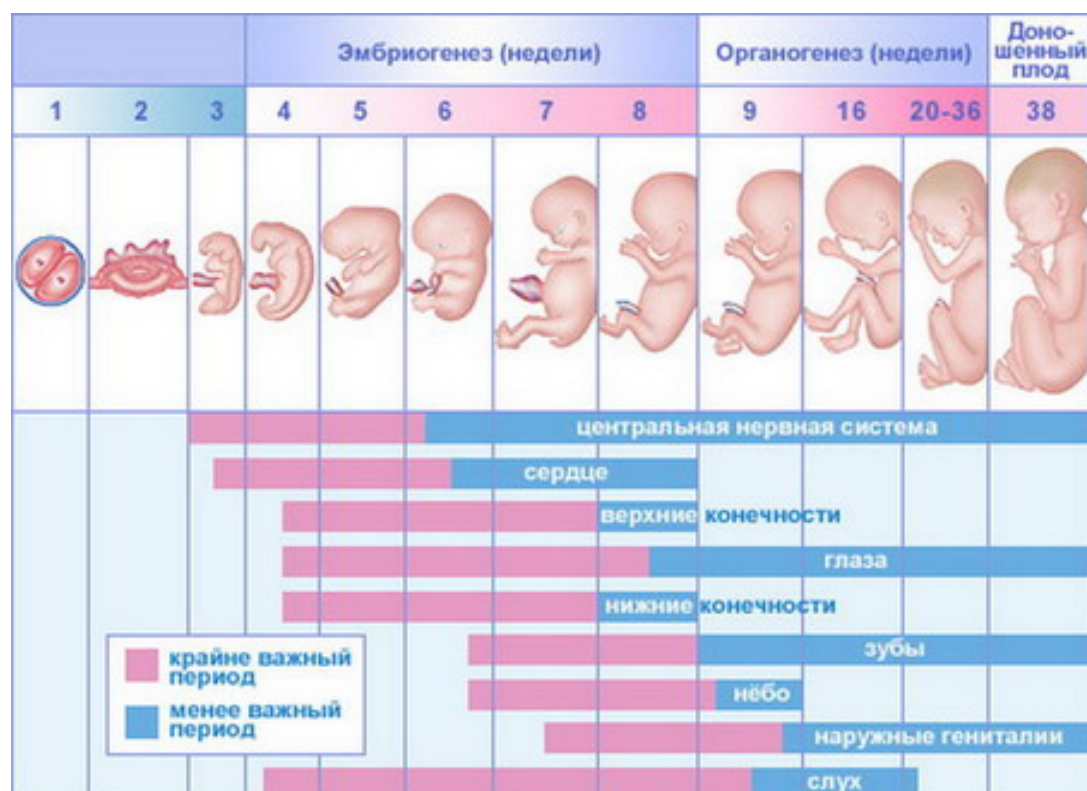 Эмбриогенез (недели)
Органогенез (недели)
Доно-
шенный
плод
1 2 3 4 5 6 7 8 9 16 20-36 38
центральная нервная система
сердце
верхние конечности
глаза
нижние конечности
зубы
нёбо
наружные гениталии
слух
крайне важный
период
менее важный
период